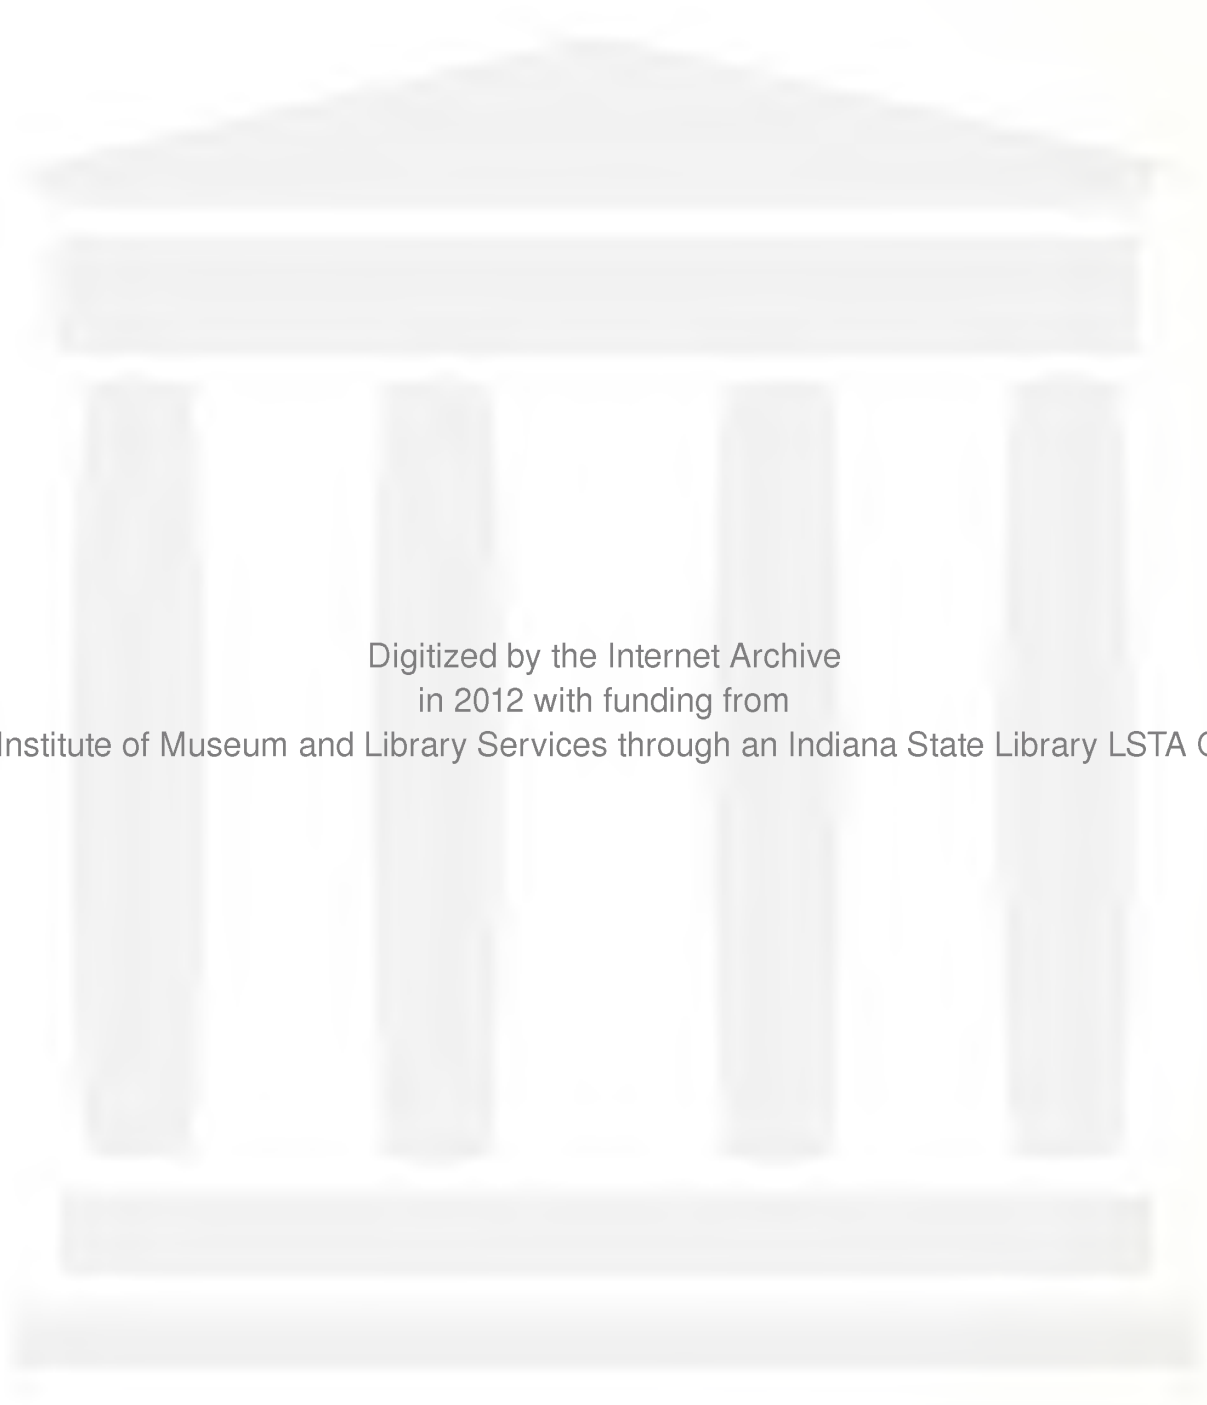 Digitized by the Internet Archive
in 2012 with funding from
Institute of Museum and Library Services through an Indiana State Library LSTA